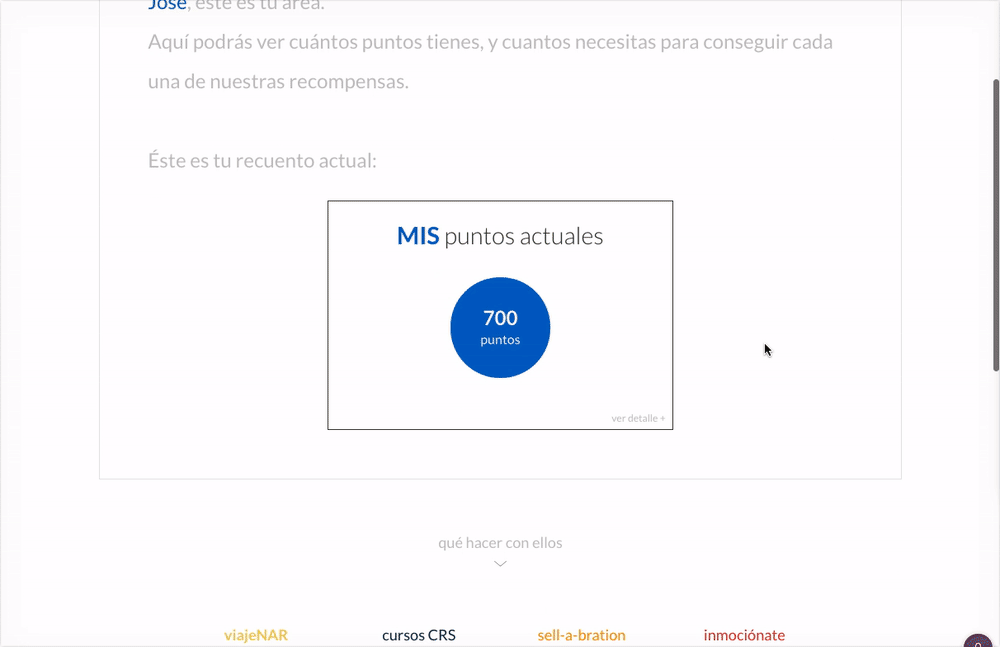 José, éste es tu área.
Aquí podrás ver cuántos puntos tienes, y cuantos necesitas para conseguir cada
una de nuestras recompensas.
Éste es tu recuento actual:
MIS puntos actuales
700
puntos
ver detalle +
qué hacer con ellos
viajeNAR
cursos CRS
sell-a-bration
inmociónate